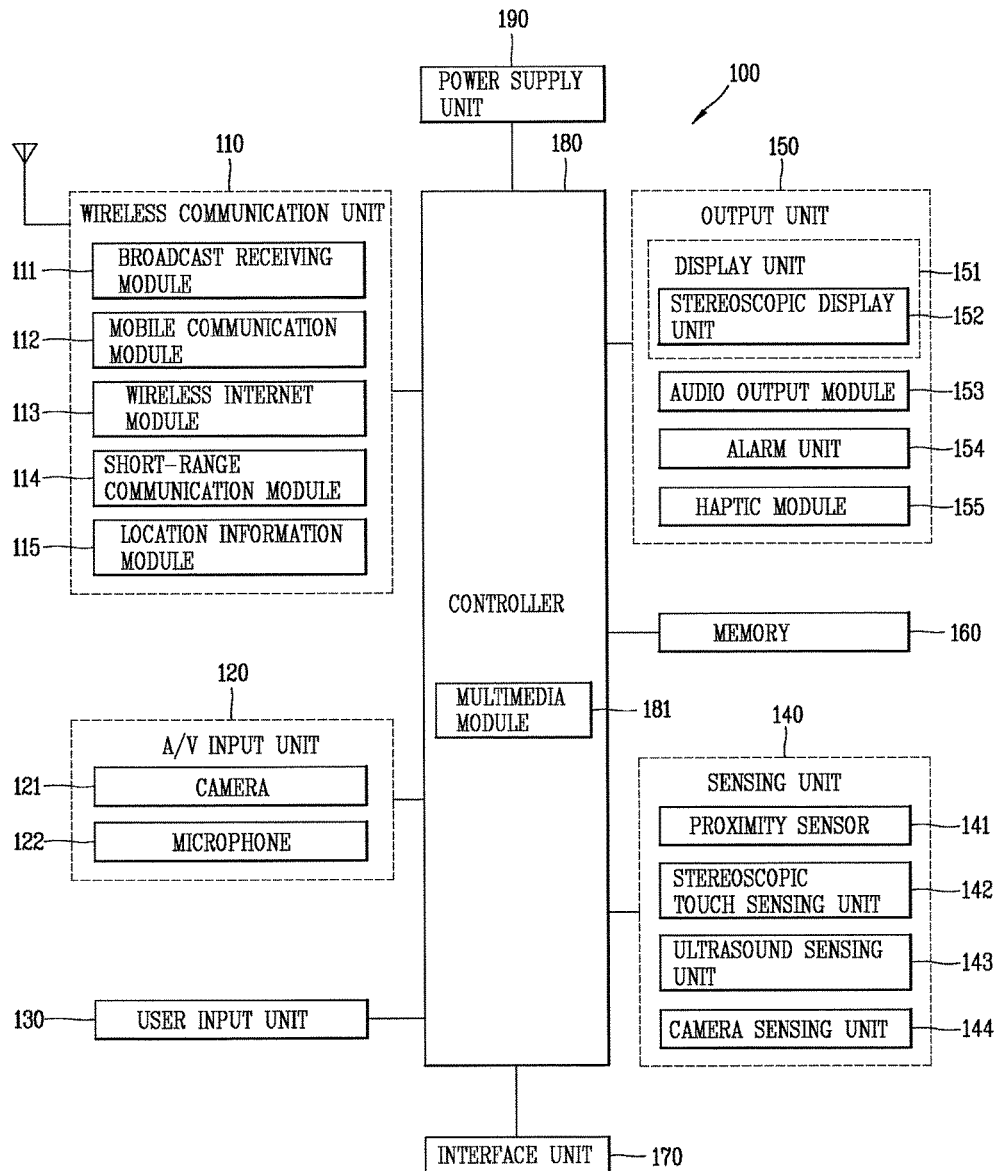 190
POWER SUPPLY
UNIT
100
110
180
150
WIRELESS COMMUNICATION UNIT
111
BROADCAST RECEIVING
MODULE
112
MOBILE COMMUNICATION
MODULE
113
WIRELESS INTERNET
MODULE
114
SHORT-RANGE
COMMUNICATION MODULE
115
LOCATION INFORMATION
MODULE
OUTPUT UNIT
DISPLAY UNIT
151
STEREOSCOPIC DISPLAY
UNIT
152
AUDIO OUTPUT MODULE
153
ALARM UNIT
154
HAPTIC MODULE
155
CONTROLLER
MEMORY
160
MULTIMEDIA
MODULE
181
120
A/V INPUT UNIT
121
CAMERA
122
MICROPHONE
140
SENSING UNIT
PROXIMITY SENSOR
141
STEREOSCOPIC
TOUCH SENSING UNIT
142
ULTRASOUND SENSING
UNIT
143
CAMERA SENSING UNIT
144
130
USER INPUT UNIT
INTERFACE UNIT
170